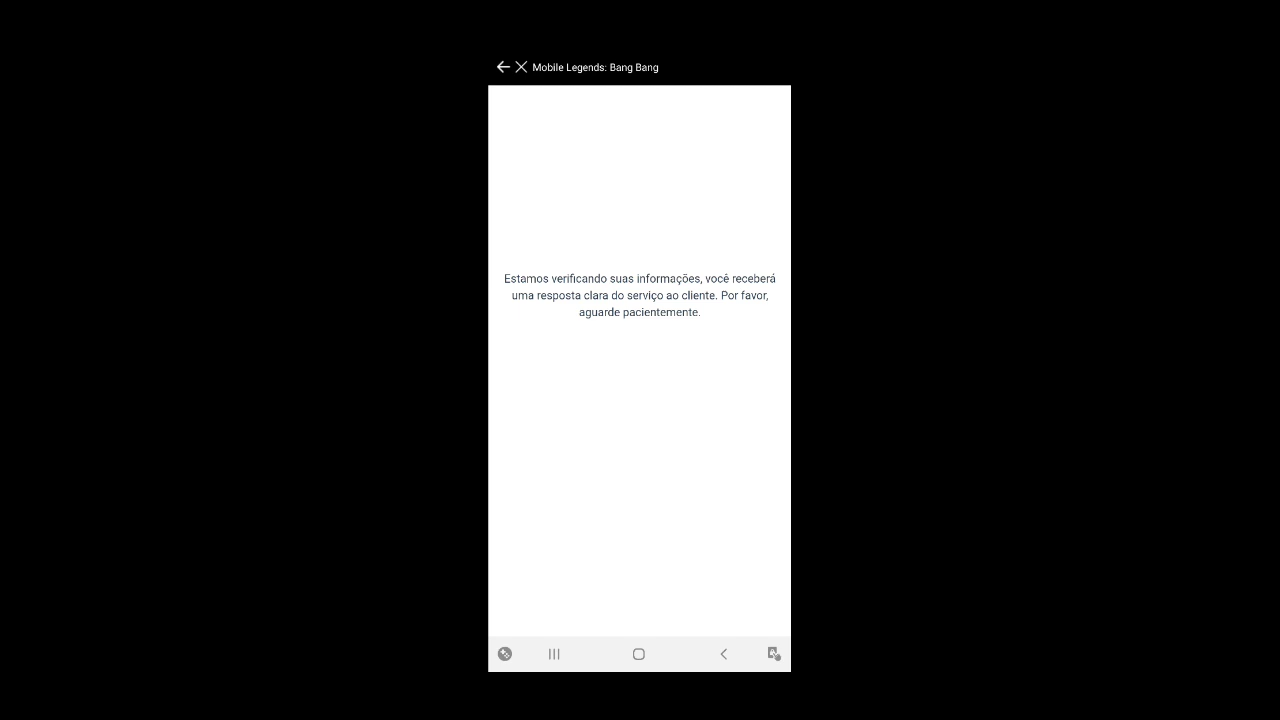 Mobile Legends: Bang Bang
Estamos verificando suas informações, você receberá
uma resposta clara do serviço ao cliente. Por favor,
aguarde pacientemente.